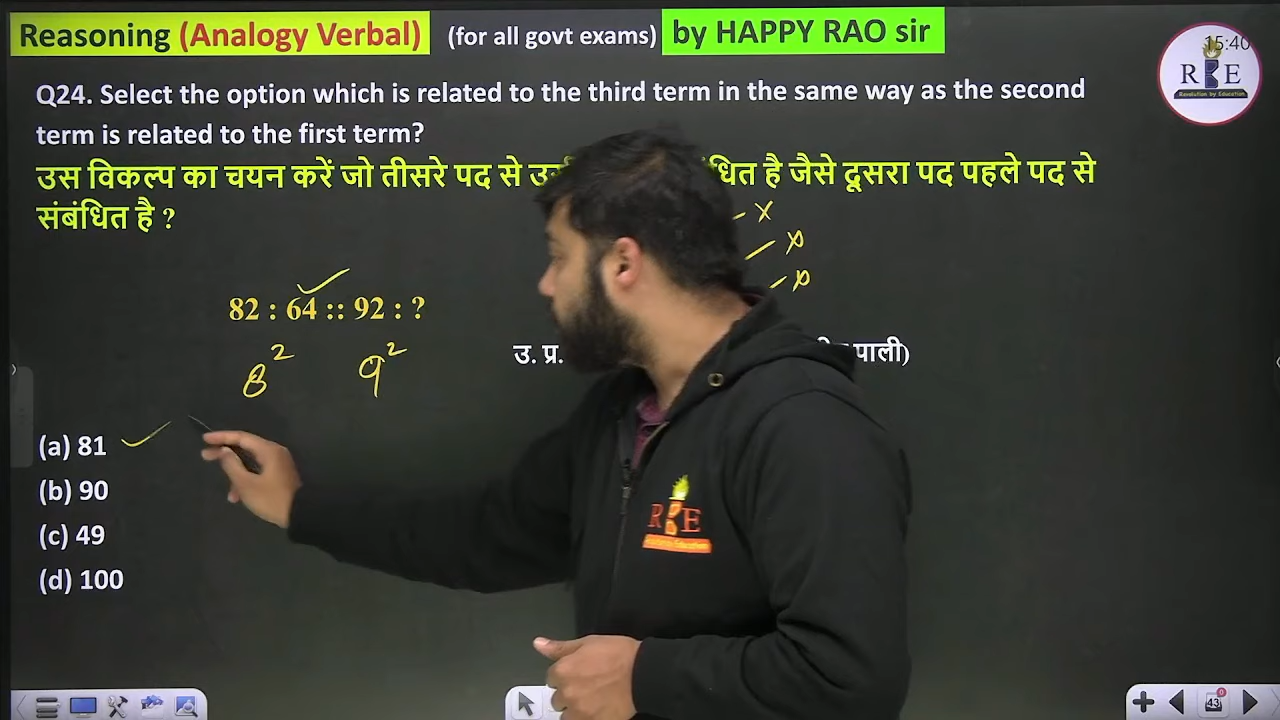 Reasoning (Analogy Verbal) (for all govt exams) by HAPPY RAO sir
15:40
R E
Revolution by Education
Q24. Select the option which is related to the third term in the same way as the second
term is related to the first term?
उस विकल्प का चयन करें जो तीसरे पद से है जैसे दूसरा पद पहले पद से
संबंधित है ?
82 : 64 :: 92 : ?
8² 9²
उ. प्र. पाली)
(a) 81
(b) 90
(c) 49
(d) 100
R E
43